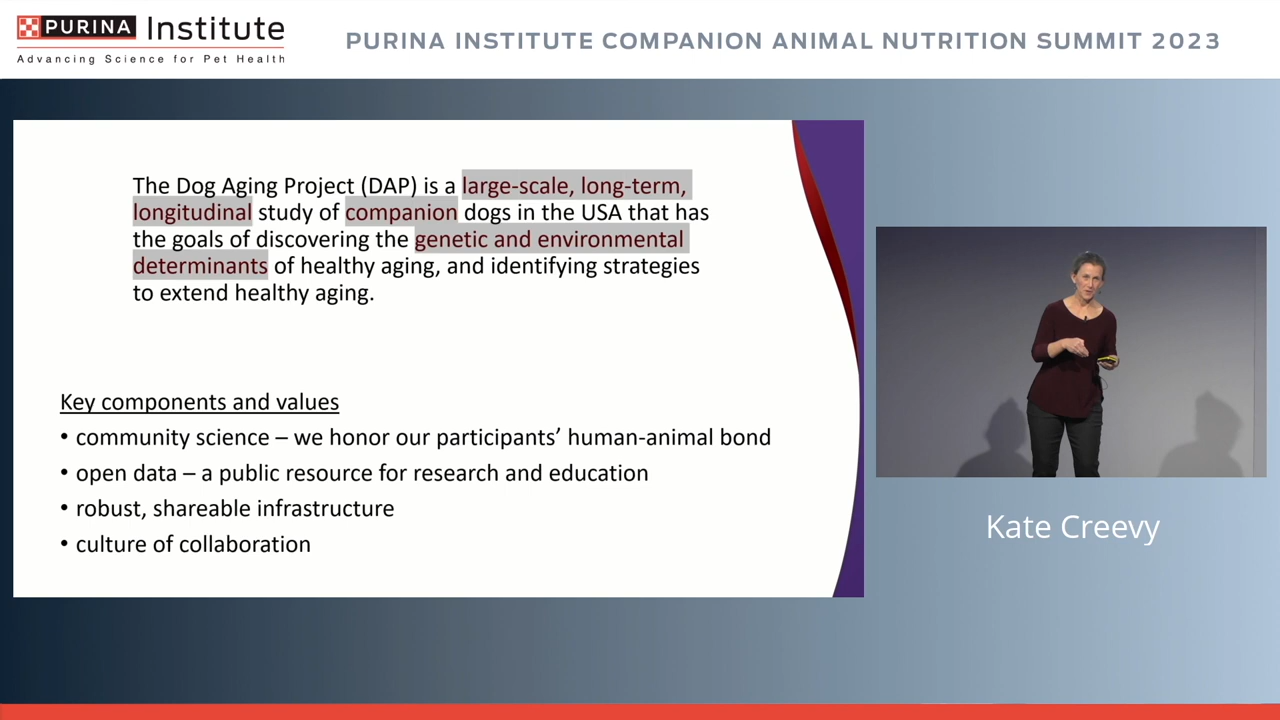 PURINA Institute
Advancing Science for Pet Health
PURINA INSTITUTE COMPANION ANIMAL NUTRITION SUMMIT 2023
The Dog Aging Project (DAP) is a large-scale, long-term,
longitudinal study of companion dogs in the USA that has
the goals of discovering the genetic and environmental
determinants of healthy aging, and identifying strategies
to extend healthy aging.
Key components and values
• community science – we honor our participants’ human-animal bond
• open data – a public resource for research and education
• robust, shareable infrastructure
• culture of collaboration
Kate Creevy